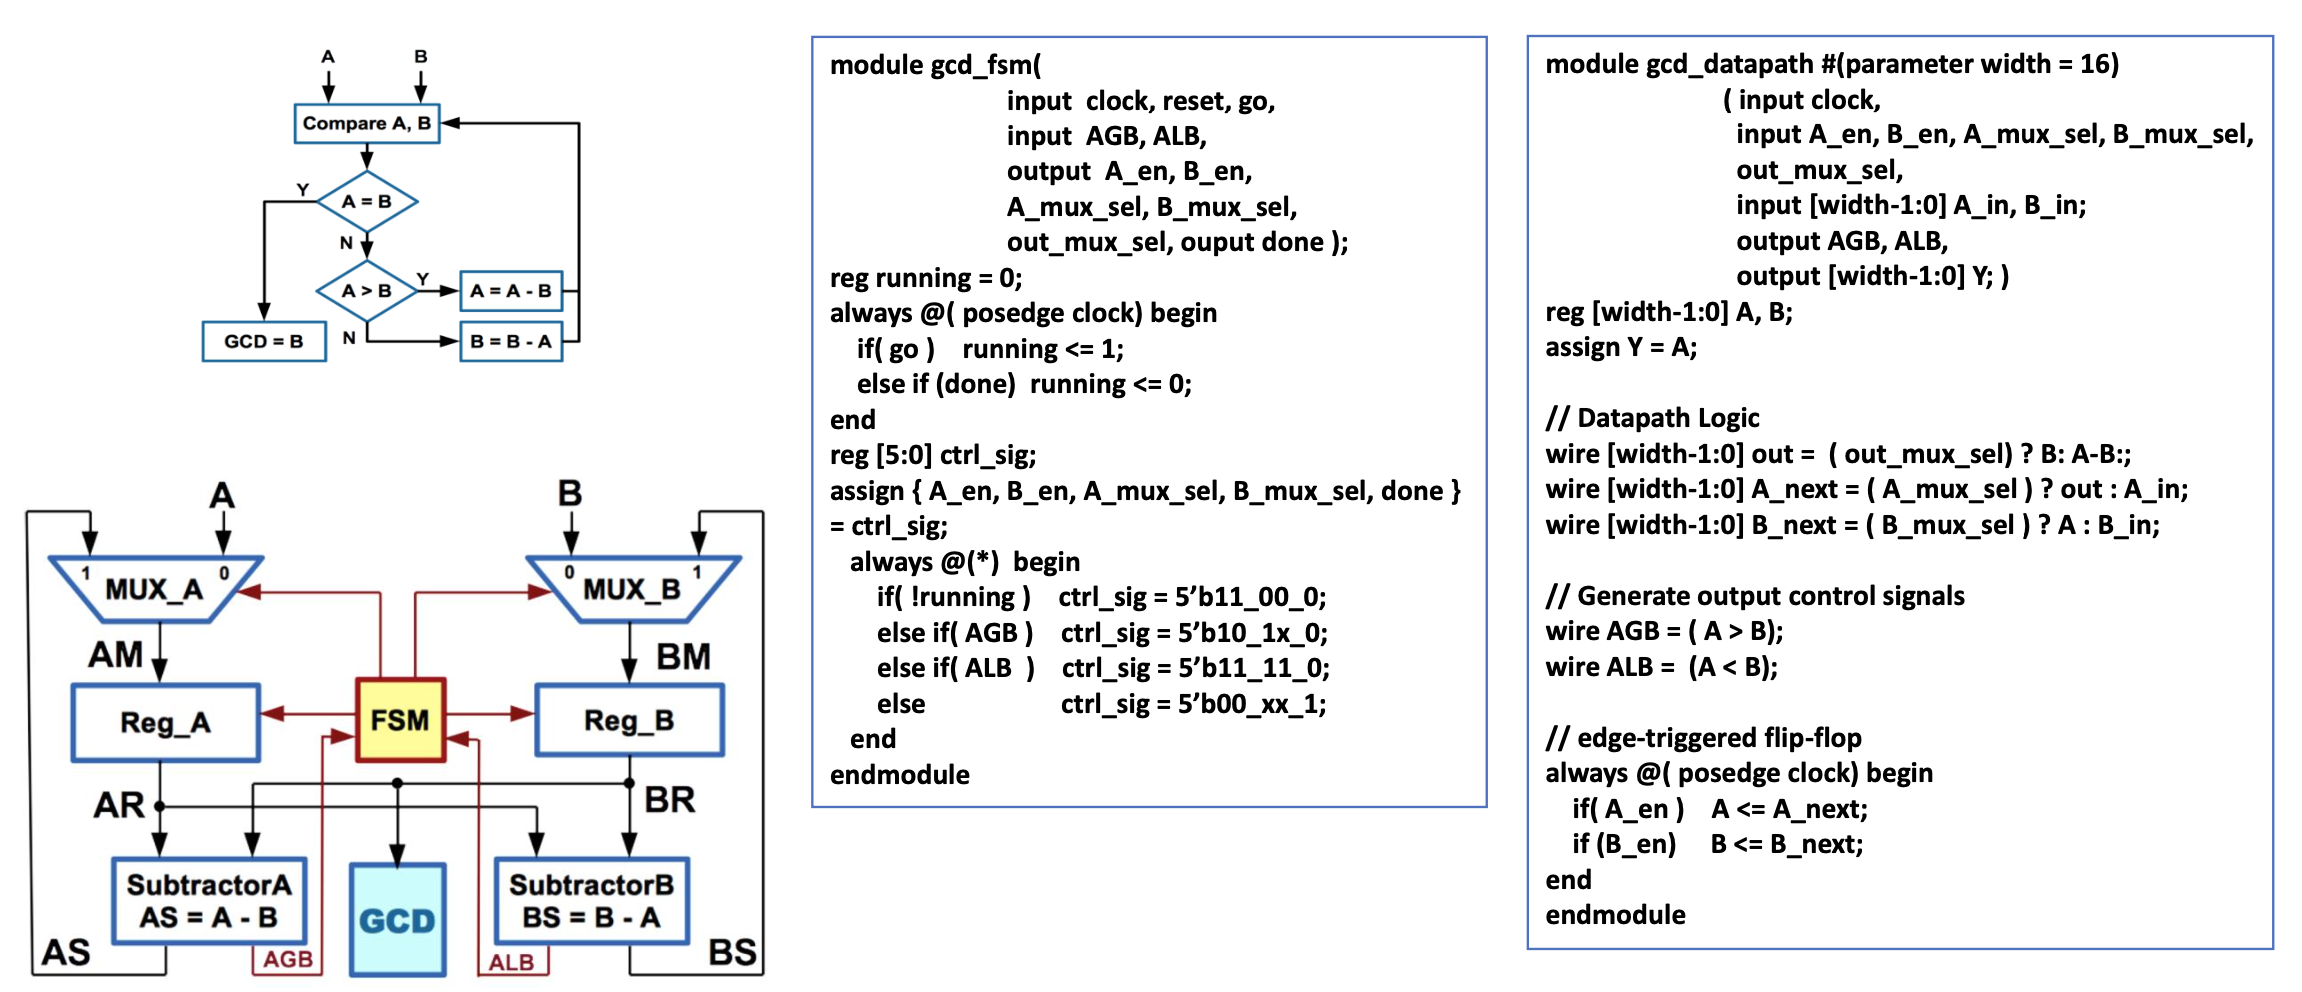 A B
Compare A, B
Y
A = B
N
A > B
Y
A = A - B
GCD = B
N
B = B - A
A
B
1 0
MUX_A
0 1
MUX_B
AM
BM
Reg_A
FSM
Reg_B
AR
BR
SubtractorA
AS = A - B
GCD
SubtractorB
BS = B - A
AS
AGB
ALB
BS
module gcd_fsm(
input clock, reset, go,
input AGB, ALB,
output A_en, B_en,
A_mux_sel, B_mux_sel,
out_mux_sel, ouput done );
reg running = 0;
always @( posedge clock) begin
if( go ) running <= 1;
else if (done) running <= 0;
end
reg [5:0] ctrl_sig;
assign { A_en, B_en, A_mux_sel, B_mux_sel, done }
= ctrl_sig;
always @(*) begin
if( !running ) ctrl_sig = 5’b11_00_0;
else if( AGB ) ctrl_sig = 5’b10_1x_0;
else if( ALB ) ctrl_sig = 5’b11_11_0;
else ctrl_sig = 5’b00_xx_1;
end
endmodule
module gcd_datapath #(parameter width = 16)
( input clock,
input A_en, B_en, A_mux_sel, B_mux_sel,
out_mux_sel,
input [width-1:0] A_in, B_in;
output AGB, ALB,
output [width-1:0] Y; )
reg [width-1:0] A, B;
assign Y = A;
// Datapath Logic
wire [width-1:0] out = ( out_mux_sel) ? B: A-B:;
wire [width-1:0] A_next = ( A_mux_sel ) ? out : A_in;
wire [width-1:0] B_next = ( B_mux_sel ) ? A : B_in;
// Generate output control signals
wire AGB = ( A > B);
wire ALB = (A < B);
// edge-triggered flip-flop
always @( posedge clock) begin
if( A_en ) A <= A_next;
if (B_en) B <= B_next;
end
endmodule